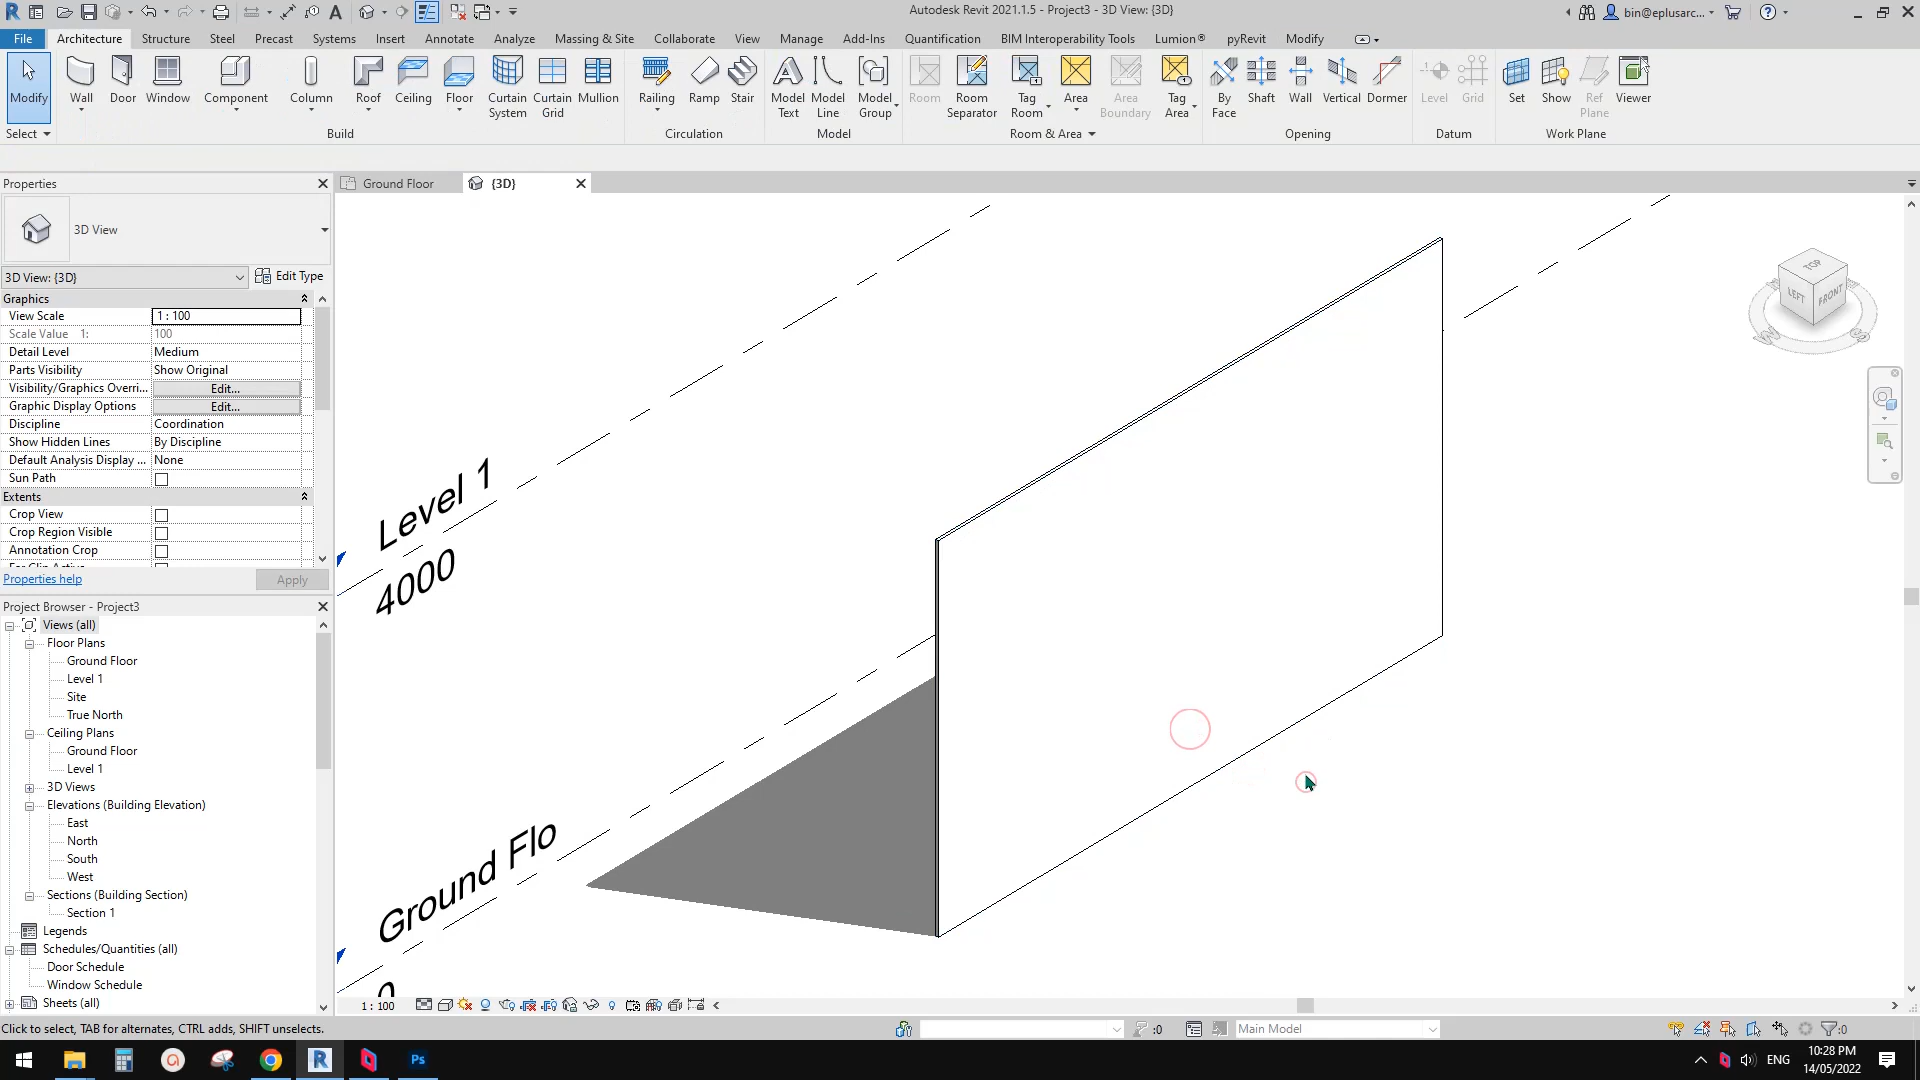 Autodesk Revit 2021.1.5 - Project3 - 3D View: {3D}
bin@eplusarc...
File Architecture Structure Steel Precast Systems Insert Annotate Analyze Massing & Site Collaborate View Manage Add-Ins Quantification BIM Interoperability Tools Lumion® pyRevit Modify
Modify Wall Door Window Component Column Roof Ceiling Floor Curtain System Curtain Grid Mullion Railing Ramp Stair Model Text Model Line Model Group Room Room Separator Tag Room Area Area Boundary Tag Area By Face Shaft Wall Vertical Dormer Level Grid Set Show Ref Plane Viewer
Select Build Circulation Model Room & Area Opening Datum Work Plane
Properties
Ground Floor
{3D}
3D View
3D View: {3D}
Edit Type
Graphics
View Scale 1 : 100
Scale Value 1: 100
Detail Level Medium
Parts Visibility Show Original
Visibility/Graphics Overri... Edit...
Graphic Display Options Edit...
Discipline Coordination
Show Hidden Lines By Discipline
Default Analysis Display ... None
Sun Path
Extents
Crop View
Crop Region Visible
Annotation Crop
Properties help Apply
Project Browser - Project3
Views (all)
Floor Plans
Ground Floor
Level 1
Site
True North
Ceiling Plans
Ground Floor
Level 1
3D Views
Elevations (Building Elevation)
East
North
South
West
Sections (Building Section)
Section 1
Legends
Schedules/Quantities (all)
Door Schedule
Window Schedule
Sheets (all)
Level 1
4000
Ground Flo
0
TOP
LEFT
FRONT
W
S
1 : 100
Click to select, TAB for alternates, CTRL adds, SHIFT unselects.
:0
Main Model
:0
Ps
ENG
10:28 PM
14/05/2022